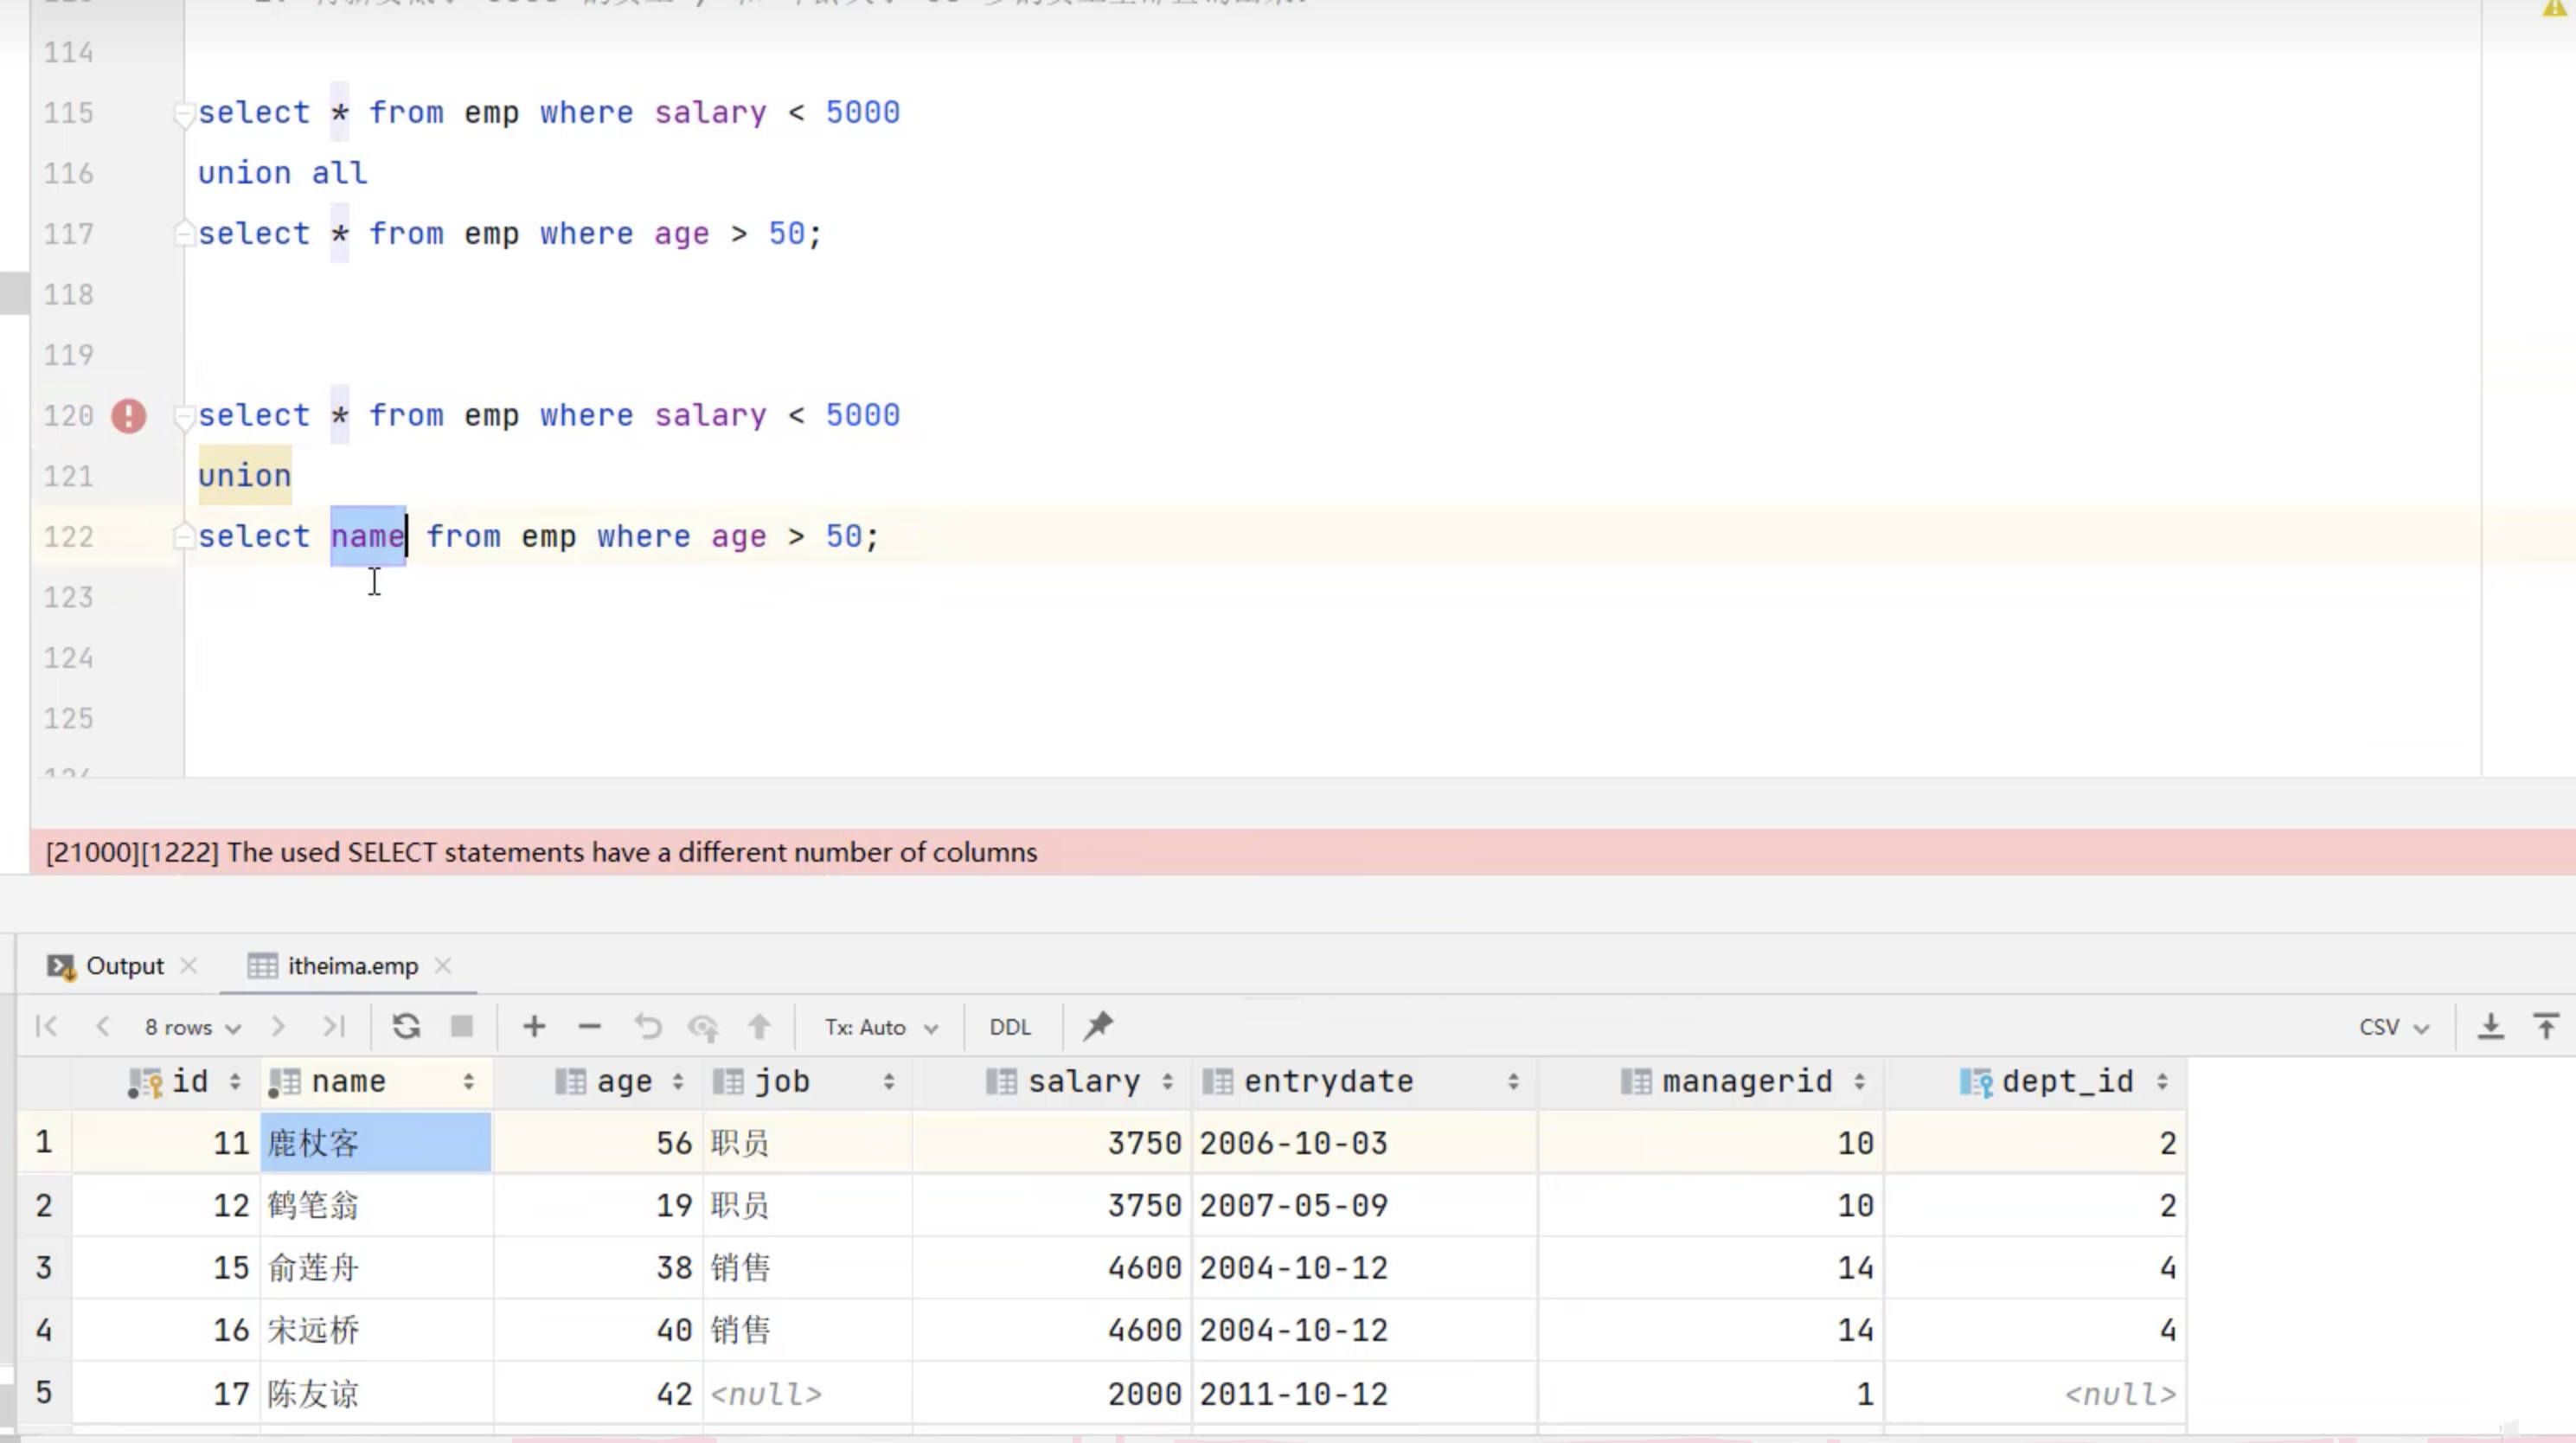 114
115 select * from emp where salary < 5000
116 union all
117 select * from emp where age > 50;
118
119
120 select * from emp where salary < 5000
121 union
122 select name from emp where age > 50;
123
124
125
[21000][1222] The used SELECT statements have a different number of columns
Output itheima.emp
8 rows Tx: Auto DDL CSV
id name age job salary entrydate managerid dept_id
1 11 鹿杖客 56 职员 3750 2006-10-03 10 2
2 12 鹤笔翁 19 职员 3750 2007-05-09 10 2
3 15 俞莲舟 38 销售 4600 2004-10-12 14 4
4 16 宋远桥 40 销售 4600 2004-10-12 14 4
5 17 陈友谅 42 <null> 2000 2011-10-12 1 <null>